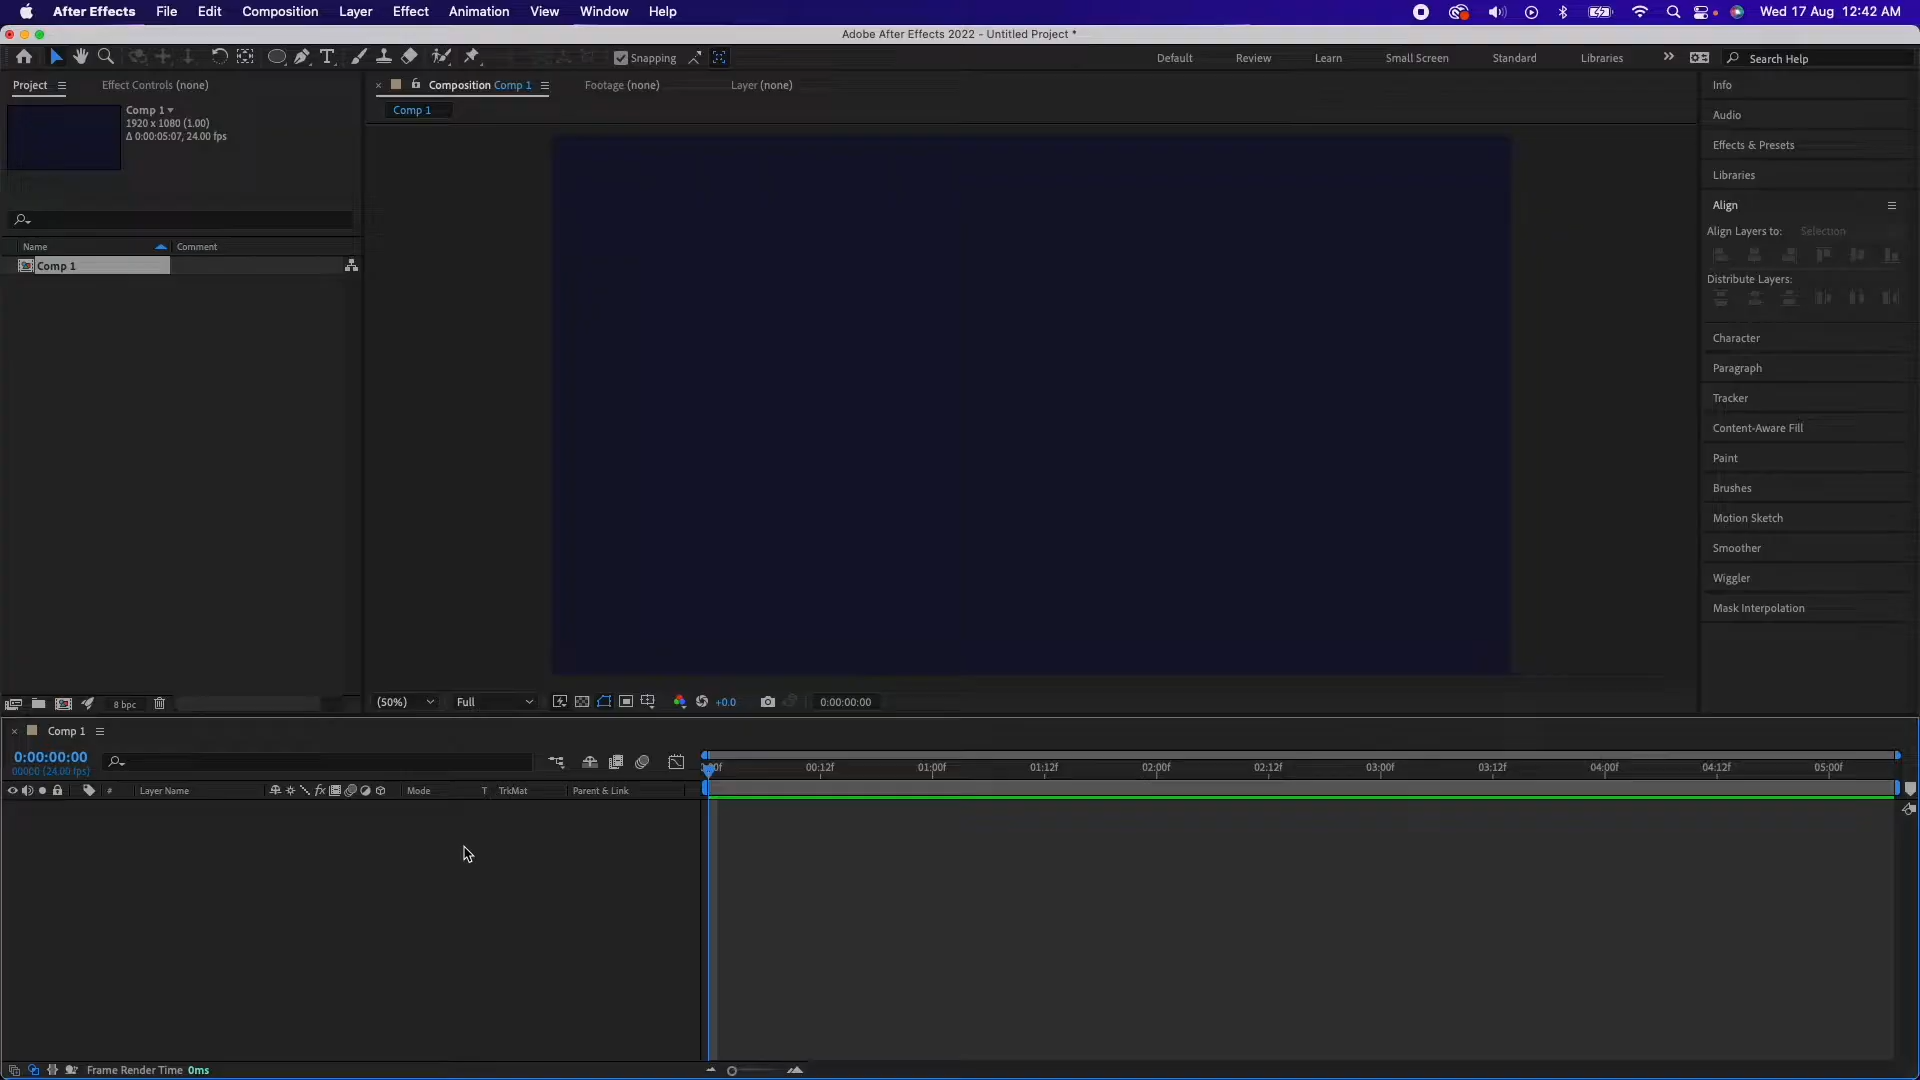 After Effects File Edit Composition Layer Effect Animation View Window Help Wed 17 Aug 12:42 AM
Adobe After Effects 2022 - Untitled Project *
Snapping Default Review Learn Small Screen Standard Libraries Search Help
Project Effect Controls (none) Composition Comp 1 Footage (none) Layer (none) Info
Comp 1
1920 x 1080 (1.00)
Δ 0:00:05:07, 24.00 fps
Comp 1
Audio
Effects & Presets
Libraries
Align
Align Layers to: Selection
Distribute Layers:
Name Comment
Comp 1
Character
Paragraph
Tracker
Content-Aware Fill
Paint
Brushes
Motion Sketch
Smoother
Wiggler
Mask Interpolation
8 bpc (50%) Full +0.0 0:00:00:00
Comp 1
0:00:00:00
00000 (24.00 fps)
00:12f 01:00f 01:12f 02:00f 02:12f 03:00f 03:12f 04:00f 04:12f 05:00f
# Layer Name Mode T TrkMat Parent & Link
Frame Render Time 0ms